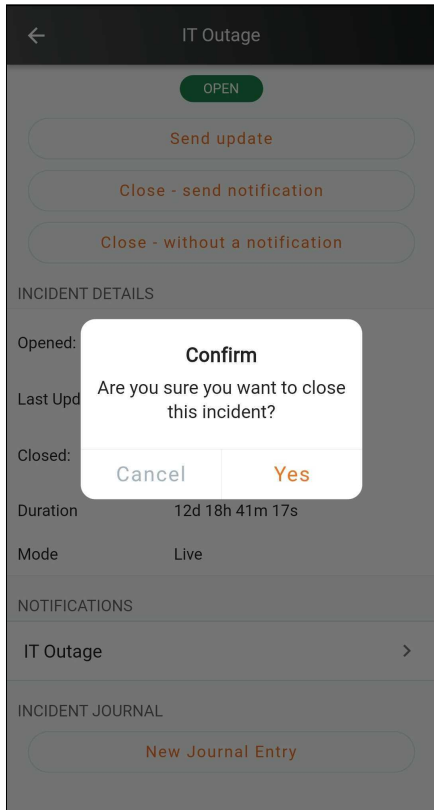 IT Outage
OPEN
Send update
Close - send notification
Close - without a notification
INCIDENT DETAILS
Opened:
Confirm
Are you sure you want to close
this incident?
Last Upd
Closed:
Cancel Yes
Duration 12d 18h 41m 17s
Mode Live
NOTIFICATIONS
IT Outage
INCIDENT JOURNAL
New Journal Entry